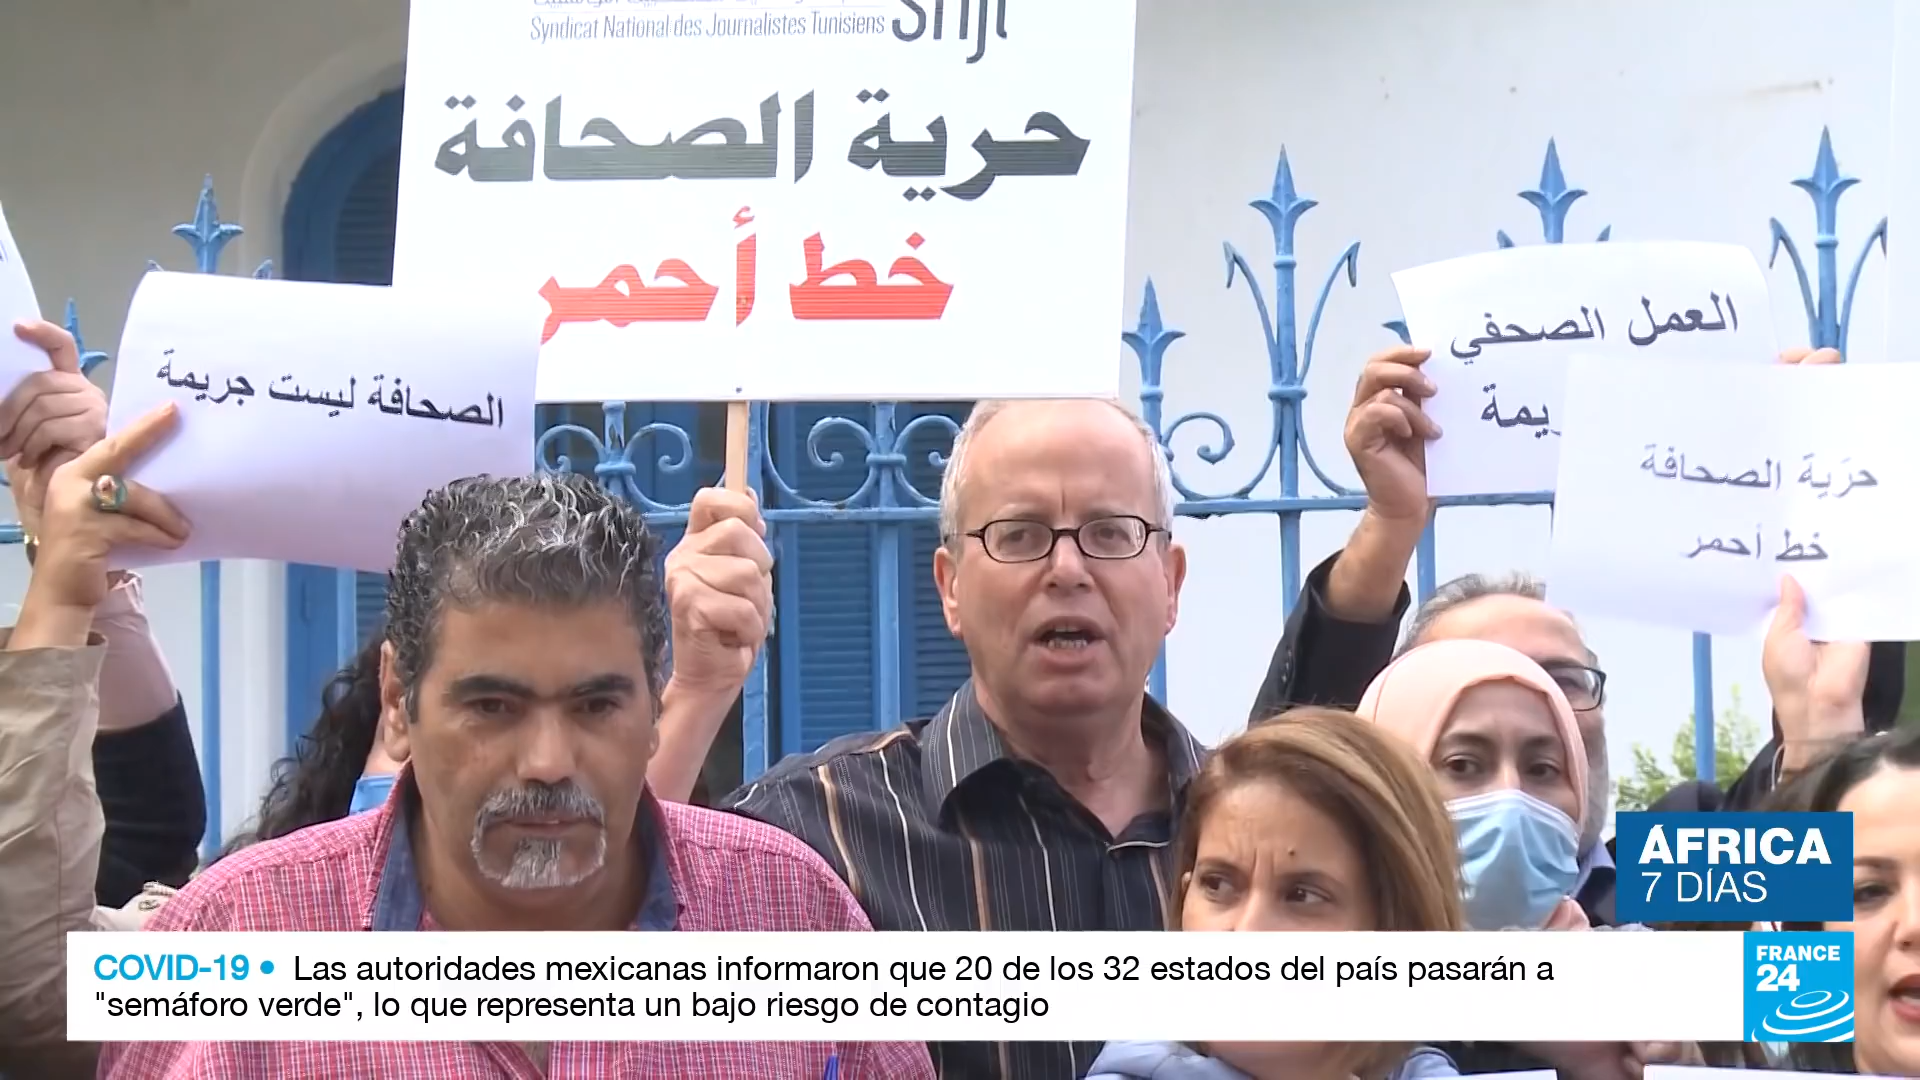 Syndicat National des Journalistes Tunisiens snjt
حرية الصحافة
خط أحمر
الصحافة ليست جريمة
العمل الصحفي
حرّية الصحافة
خط أحمر
ÁFRICA
7 DÍAS
COVID-19 • Las autoridades mexicanas informaron que 20 de los 32 estados del país pasarán a
"semáforo verde", lo que representa un bajo riesgo de contagio
FRANCE
24